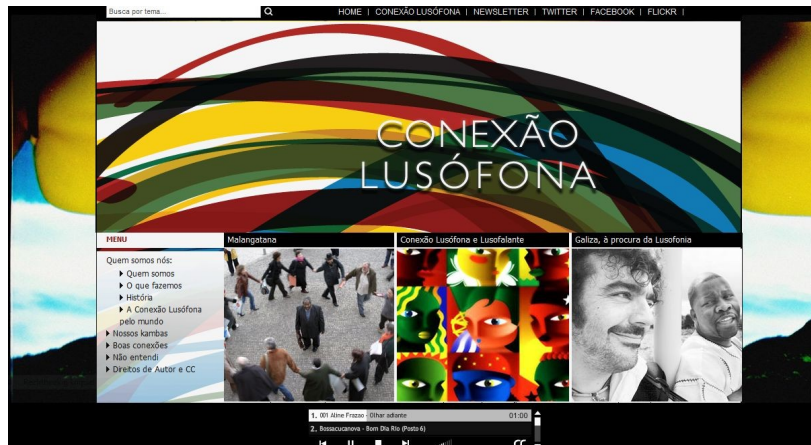 Busca por tema...
HOME | CONEXÃO LUSÓFONA | NEWSLETTER | TWITTER | FACEBOOK | FLICKR |
CONEXÃO
LUSÓFONA
MENU
Quem somos nós:
Quem somos
O que fazemos
História
A Conexão Lusófona
pelo mundo
Nossos kambas
Boas conexões
Não entendi
Direitos de Autor e CC
Malangatana
Conexão Lusófona e Lusofalante
Galiza, à procura da Lusofonia
1. 001 Aline Frazao - Olhar adiante 01:00
2. Bossacucanova - Bom Dia Rio (Posto 6)
CC